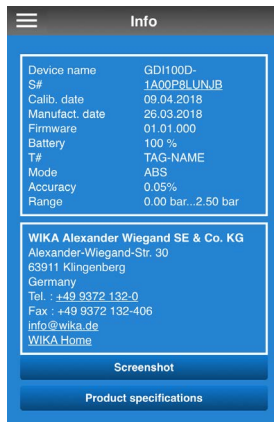 Info
Device name GDI100D-
S# 1A00P8LUNJB
Calib. date 09.04.2018
Manufact. date 26.03.2018
Firmware 01.01.000
Battery 100 %
T# TAG-NAME
Mode ABS
Accuracy 0.05%
Range 0.00 bar...2.50 bar
WIKA Alexander Wiegand SE & Co. KG
Alexander-Wiegand-Str. 30
63911 Klingenberg
Germany
Tel. : +49 9372 132-0
Fax : +49 9372 132-406
info@wika.de
WIKA Home
Screenshot
Product specifications